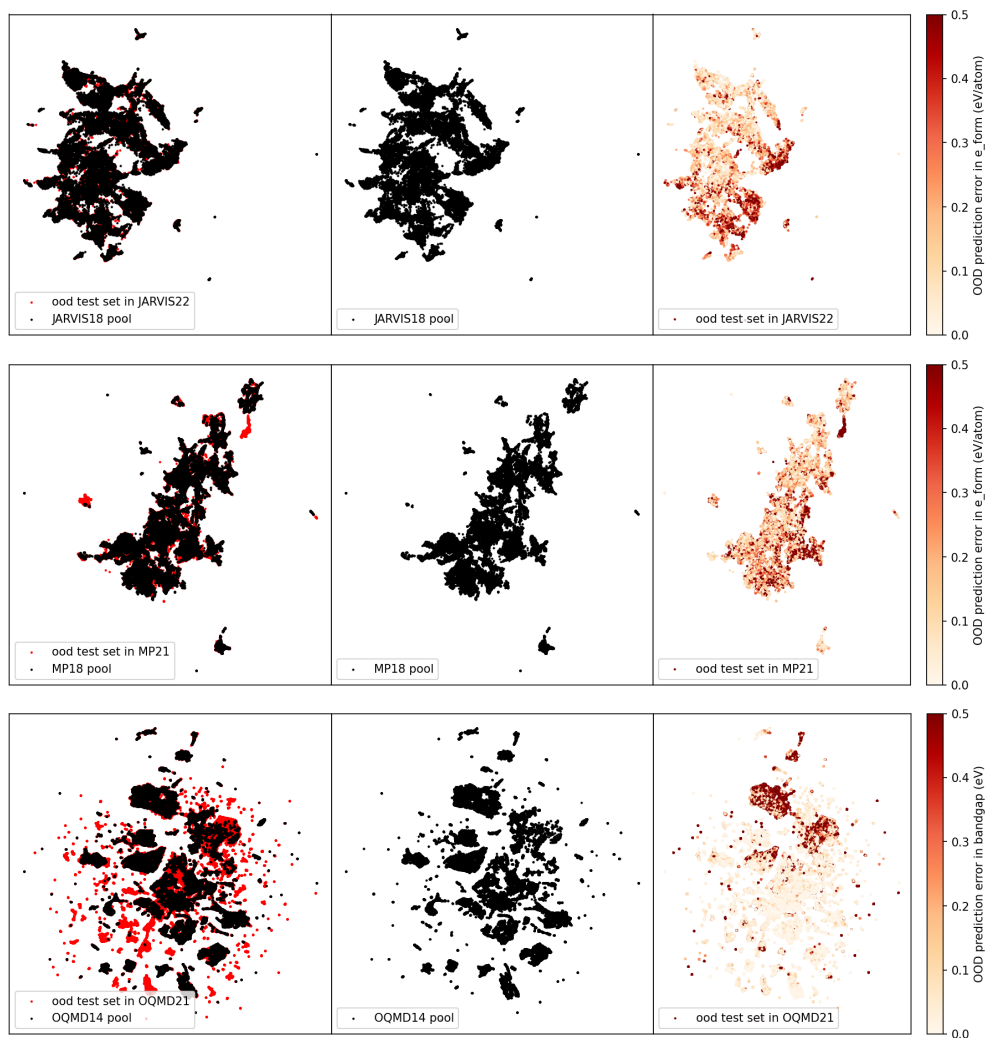 ood test set in JARVIS22
JARVIS18 pool
JARVIS18 pool
ood test set in JARVIS22
0.5
0.4
0.3
0.2
0.1
0.0
OOD prediction error in e_form (eV/atom)
ood test set in MP21
MP18 pool
MP18 pool
ood test set in MP21
0.5
0.4
0.3
0.2
0.1
0.0
OOD prediction error in e_form (eV/atom)
ood test set in OQMD21
OQMD14 pool
OQMD14 pool
ood test set in OQMD21
0.5
0.4
0.3
0.2
0.1
0.0
OOD prediction error in bandgap (eV)